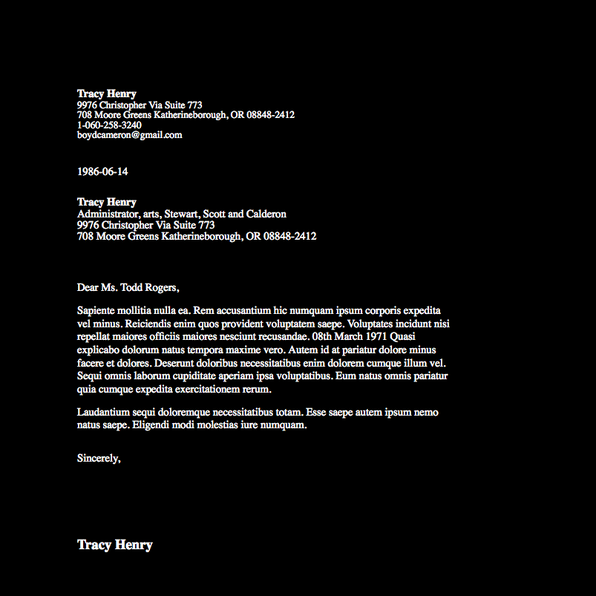 Tracy Henry
9976 Christopher Via Suite 773
708 Moore Greens Katherineborough, OR 08848-2412
1-060-258-3240
boydcameron@gmail.com
1986-06-14
Tracy Henry
Administrator, arts, Stewart, Scott and Calderon
9976 Christopher Via Suite 773
708 Moore Greens Katherineborough, OR 08848-2412
Dear Ms. Todd Rogers,
Sapiente mollitia nulla ea. Rem accusantium hic numquam ipsum corporis expedita
vel minus. Reiciendis enim quos provident voluptatem saepe. Voluptates incidunt nisi
repellat maiores officiis maiores nesciunt recusandae. 08th March 1971 Quasi
explicabo dolorum natus tempora maxime vero. Autem id at pariatur dolore minus
facere et dolores. Deserunt doloribus necessitatibus enim dolorem cumque illum vel.
Sequi omnis laborum cupiditate aperiam ipsa voluptatibus. Eum natus omnis pariatur
quia cumque expedita exercitationem rerum.
Laudantium sequi doloremque necessitatibus totam. Esse saepe autem ipsum nemo
natus saepe. Eligendi modi molestias iure numquam.
Sincerely,
Tracy Henry